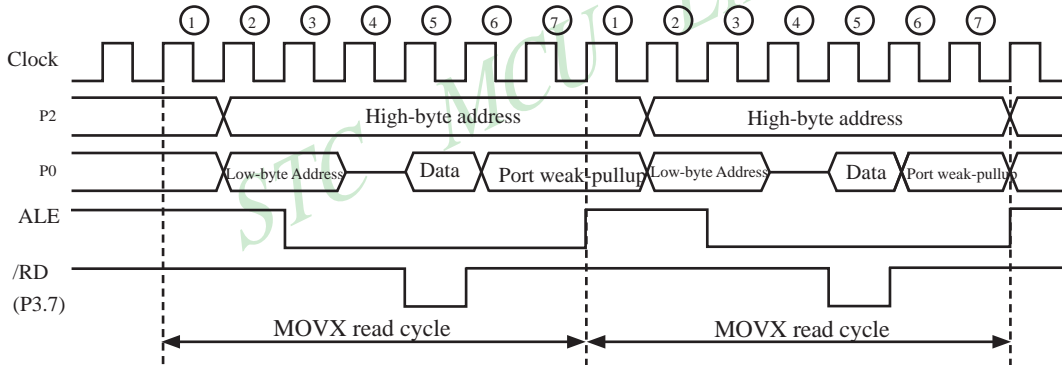 1 2 3 4 5 6 7 1 2 3 4 5 6 7
Clock
P2 High-byte address High-byte address
P0 Low-byte Address Data Port weak-pullup Low-byte Address Data Port weak-pullup
ALE
/RD
(P3.7)
MOVX read cycle MOVX read cycle
STC MCU